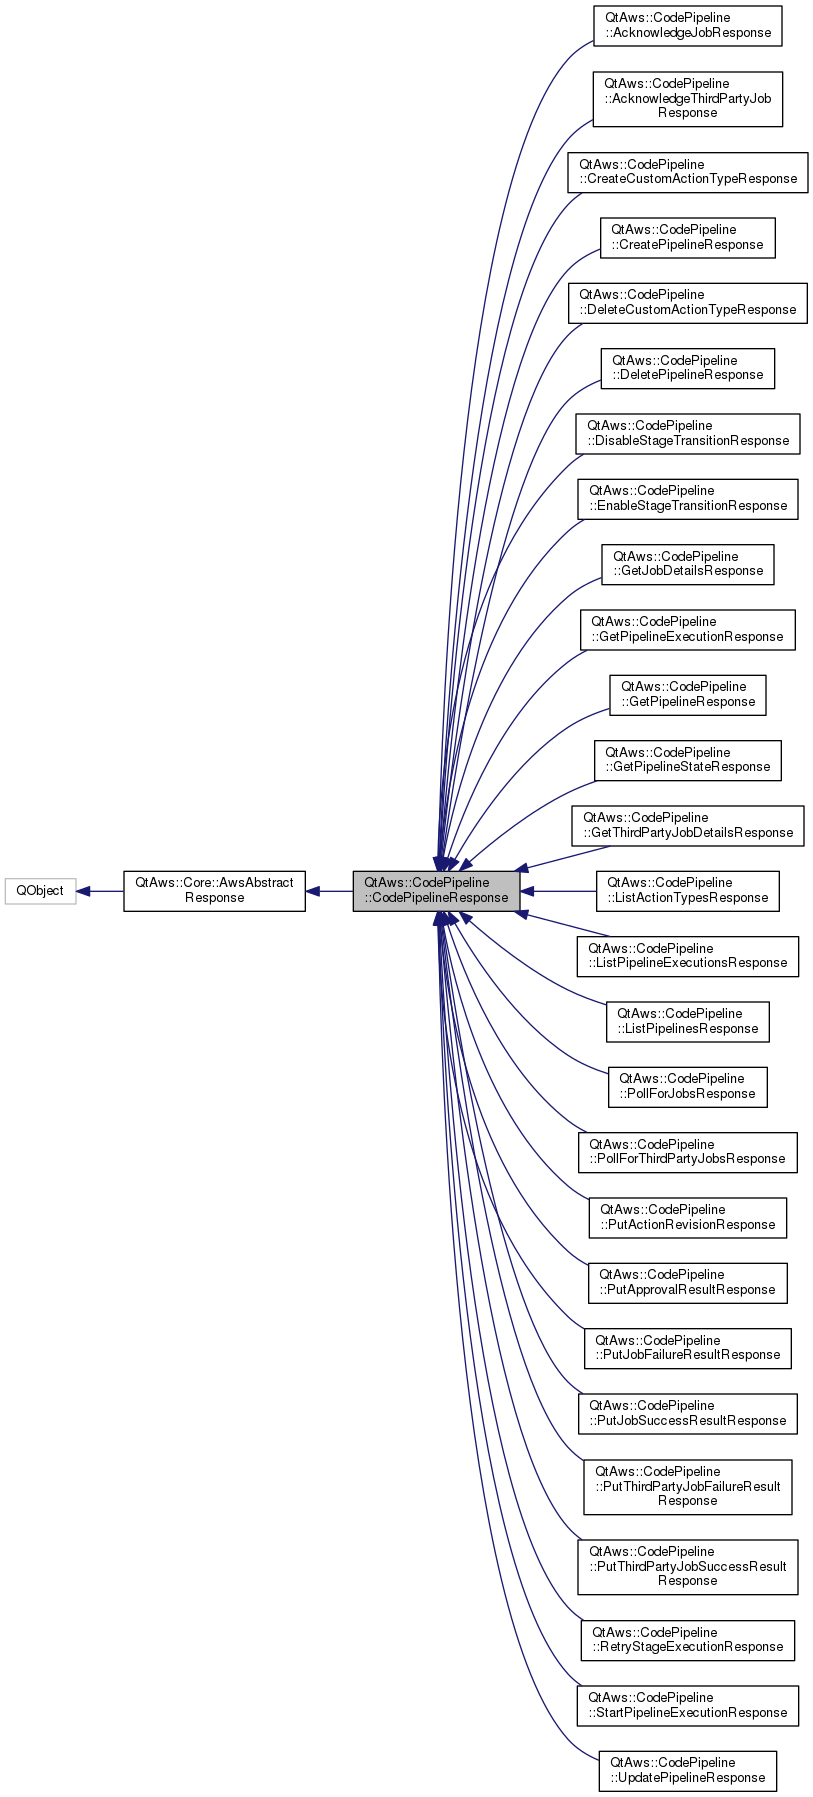 QtAws::CodePipeline
::AcknowledgeJobResponse
QtAws::CodePipeline
::AcknowledgeThirdPartyJob
Response
QtAws::CodePipeline
::CreateCustomActionTypeResponse
QtAws::CodePipeline
::CreatePipelineResponse
QtAws::CodePipeline
::DeleteCustomActionTypeResponse
QtAws::CodePipeline
::DeletePipelineResponse
QtAws::CodePipeline
::DisableStageTransitionResponse
QtAws::CodePipeline
::EnableStageTransitionResponse
QtAws::CodePipeline
::GetJobDetailsResponse
QtAws::CodePipeline
::GetPipelineExecutionResponse
QtAws::CodePipeline
::GetPipelineResponse
QtAws::CodePipeline
::GetPipelineStateResponse
QtAws::CodePipeline
::GetThirdPartyJobDetailsResponse
QObject
QtAws::Core::AwsAbstract
Response
QtAws::CodePipeline
::CodePipelineResponse
QtAws::CodePipeline
::ListActionTypesResponse
QtAws::CodePipeline
::ListPipelineExecutionsResponse
QtAws::CodePipeline
::ListPipelinesResponse
QtAws::CodePipeline
::PollForJobsResponse
QtAws::CodePipeline
::PollForThirdPartyJobsResponse
QtAws::CodePipeline
::PutActionRevisionResponse
QtAws::CodePipeline
::PutApprovalResultResponse
QtAws::CodePipeline
::PutJobFailureResultResponse
QtAws::CodePipeline
::PutJobSuccessResultResponse
QtAws::CodePipeline
::PutThirdPartyJobFailureResult
Response
QtAws::CodePipeline
::PutThirdPartyJobSuccessResult
Response
QtAws::CodePipeline
::RetryStageExecutionResponse
QtAws::CodePipeline
::StartPipelineExecutionResponse
QtAws::CodePipeline
::UpdatePipelineResponse